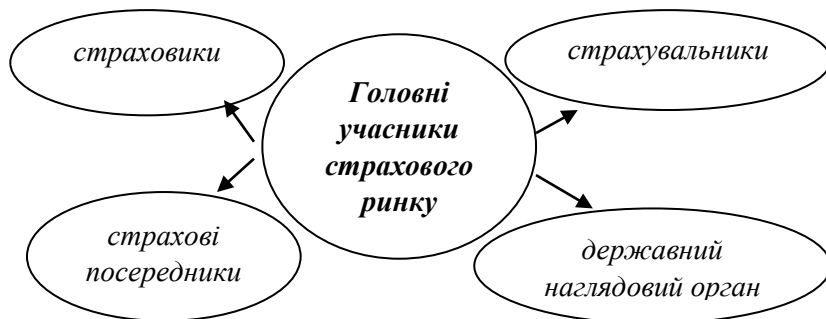 страховики
страхувальники
Головні
учасники
страхового
ринку
страхові
посередники
державний
наглядовий орган